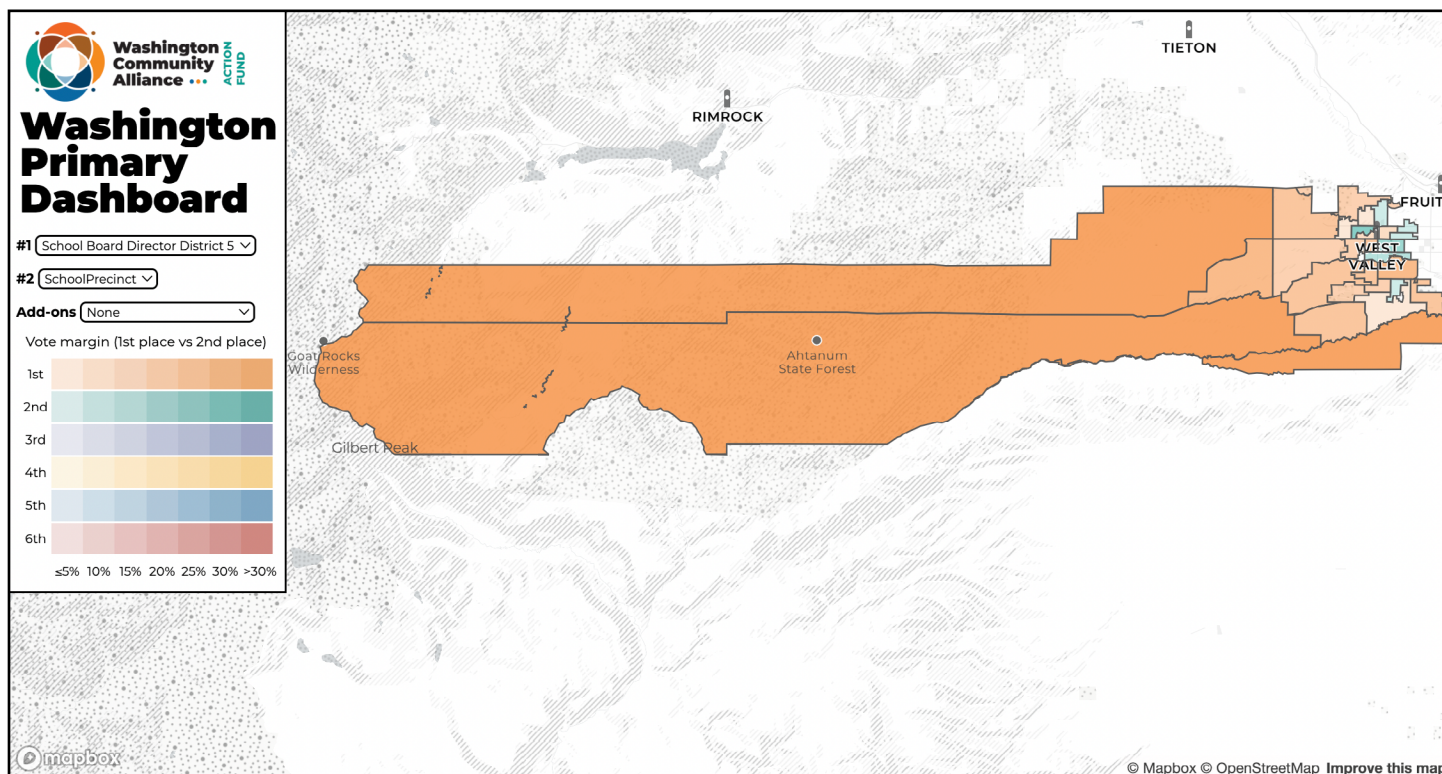 Washington
Community
Alliance
ACTION
FUND
Washington
Primary
Dashboard
#1 School Board Director District 5
#2 SchoolPrecinct
Add-ons None
Vote margin (1st place vs 2nd place)
1st
2nd
3rd
4th
5th
6th
≤5% 10% 15% 20% 25% 30% >30%
TIETON
RIMROCK
FRUIT
WEST
VALLEY
Goat Rocks
Wilderness
Ahtanum
State Forest
Gilbert Peak
mapbox
© Mapbox © OpenStreetMap Improve this map